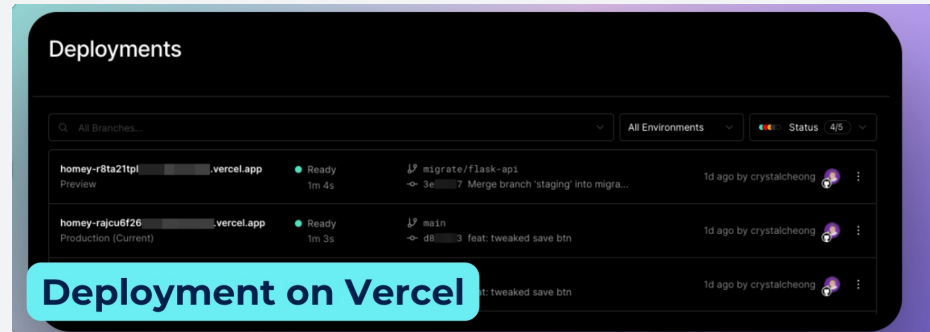 Deployments
All Branches...
All Environments
Status 4/5
homey-r8ta21tpl .vercel.app
Preview
Ready
1m 4s
migrate/flask-api
3e 7 Merge branch 'staging' into migra...
1d ago by crystalcheong
homey-rajcu6f26 .vercel.app
Production (Current)
Ready
1m 3s
main
d8 3 feat: tweaked save btn
1d ago by crystalcheong
tweaked save btn
1d ago by crystalcheong
Deployment on Vercel